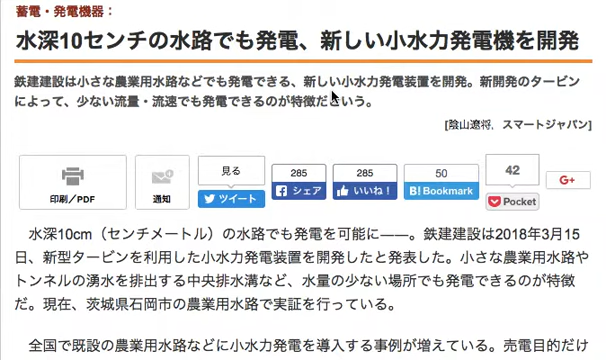 蓄電・発電機器：
水深10センチの水路でも発電、新しい小水力発電機を開発
鉄建建設は小さな農業用水路などでも発電できる、新しい小水力発電装置を開発。新開発のタービン
によって、少ない流量・流速でも発電できるのが特徴だという。
[陰山遼将，スマートジャパン]
印刷／PDF
通知
見る
ツイート
285
シェア
285
いいね！
50
B! Bookmark
42
Pocket
G+
水深10cm（センチメートル）の水路でも発電を可能に――。鉄建建設は2018年3月15
日、新型タービンを利用した小水力発電装置を開発したと発表した。小さな農業用水路や
トンネルの湧水を排出する中央排水溝など、水量の少ない場所でも発電できるのが特徴
だ。現在、茨城県石岡市の農業用水路で実証を行っている。
全国で既設の農業用水路などに小水力発電を導入する事例が増えている。売電目的だけ